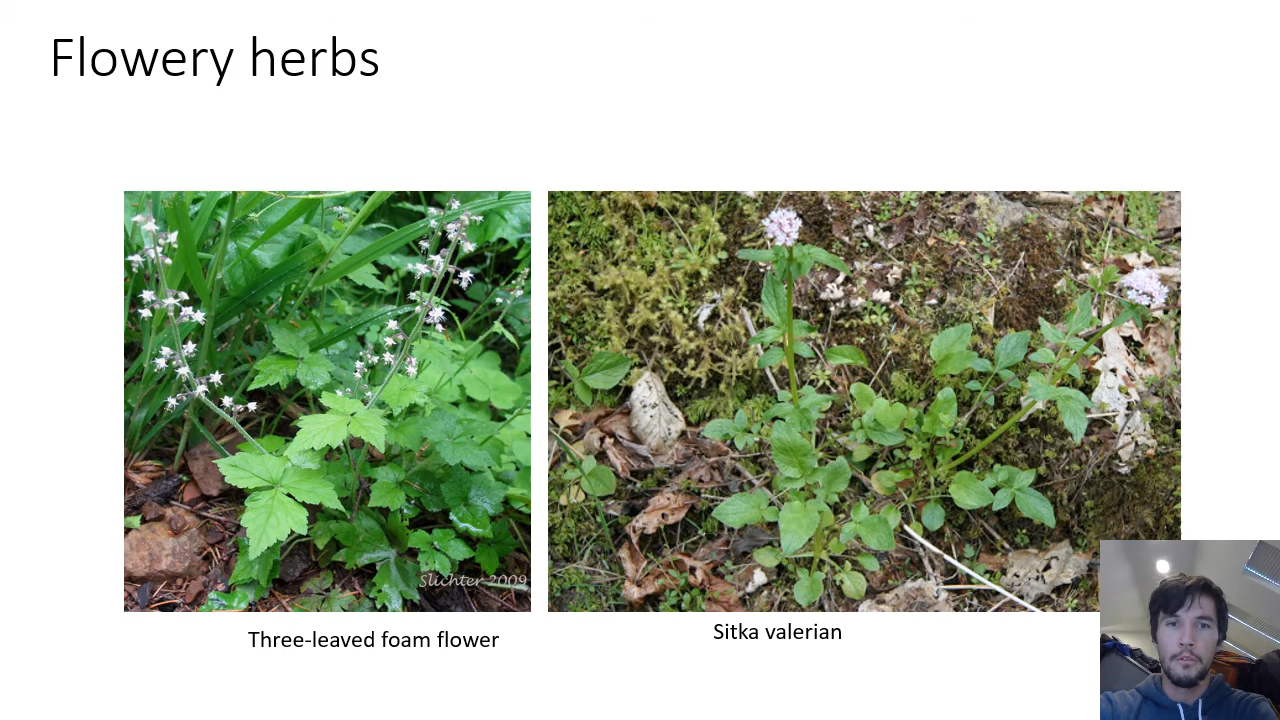 Flowery herbs
Slichter 2009
Three-leaved foam flower
Sitka valerian